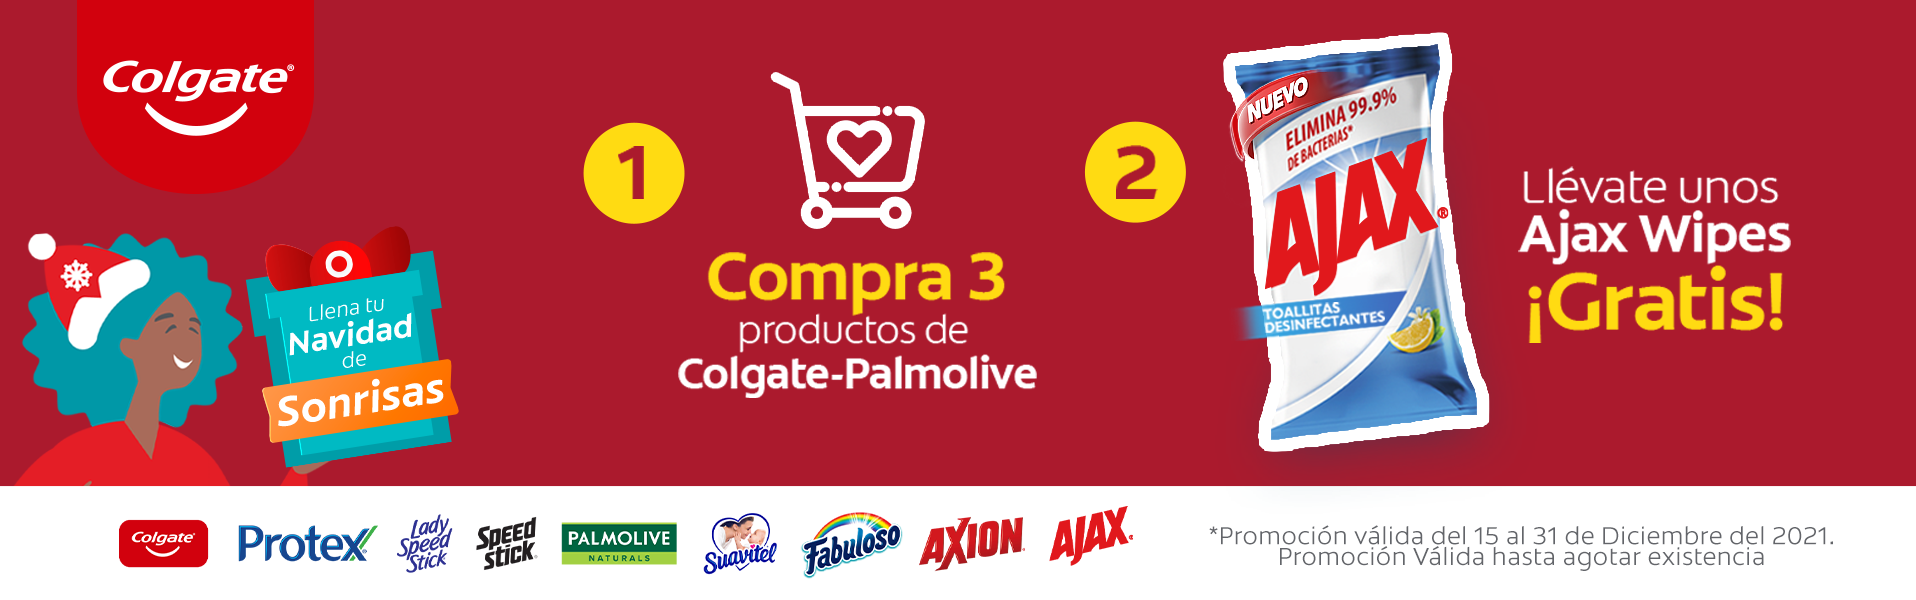 Colgate®
Llena tu
Navidad
de
Sonrisas
1
Compra 3
productos de
Colgate-Palmolive
2
NUEVO
ELIMINA 99.9%
DE BACTERIAS*
AJAX®
TOALLITAS
DESINFECTANTES
Llévate unos
Ajax Wipes
¡Gratis!
Colgate®
Protex
Lady
Speed
Stick
Speed
Stick
PALMOLIVE
NATURALS
Suavitel
Fabuloso
AXION
AJAX®
*Promoción válida del 15 al 31 de Diciembre del 2021.
Promoción Válida hasta agotar existencia